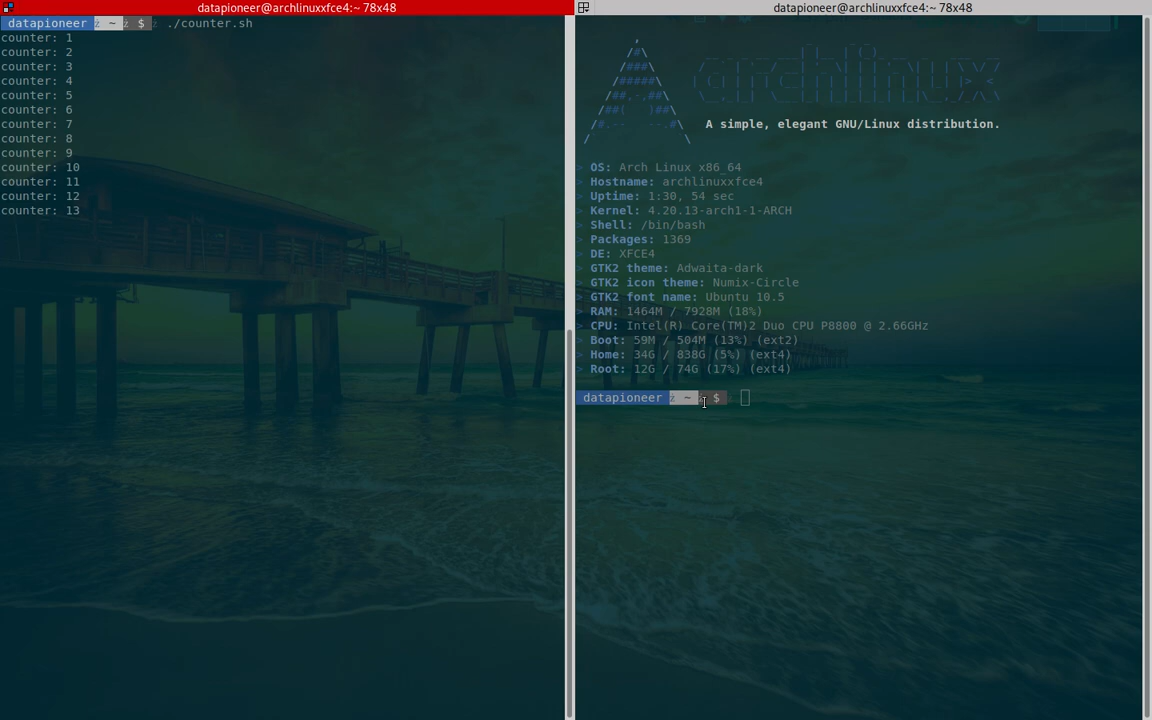 datapioneer@archlinuxxfce4:~ 78x48
datapioneer ż ~ ż $ ż ./counter.sh
counter: 1
counter: 2
counter: 3
counter: 4
counter: 5
counter: 6
counter: 7
counter: 8
counter: 9
counter: 10
counter: 11
counter: 12
counter: 13
datapioneer@archlinuxxfce4:~ 78x48
A simple, elegant GNU/Linux distribution.
> OS: Arch Linux x86_64
> Hostname: archlinuxxfce4
> Uptime: 1:30, 54 sec
> Kernel: 4.20.13-arch1-1-ARCH
> Shell: /bin/bash
> Packages: 1369
> DE: XFCE4
> GTK2 theme: Adwaita-dark
> GTK2 icon theme: Numix-Circle
> GTK2 font name: Ubuntu 10.5
> RAM: 1464M / 7928M (18%)
> CPU: Intel(R) Core(TM)2 Duo CPU P8800 @ 2.66GHz
> Boot: 59M / 504M (13%) (ext2)
> Home: 34G / 838G (5%) (ext4)
> Root: 12G / 74G (17%) (ext4)
datapioneer ż ~ ż $